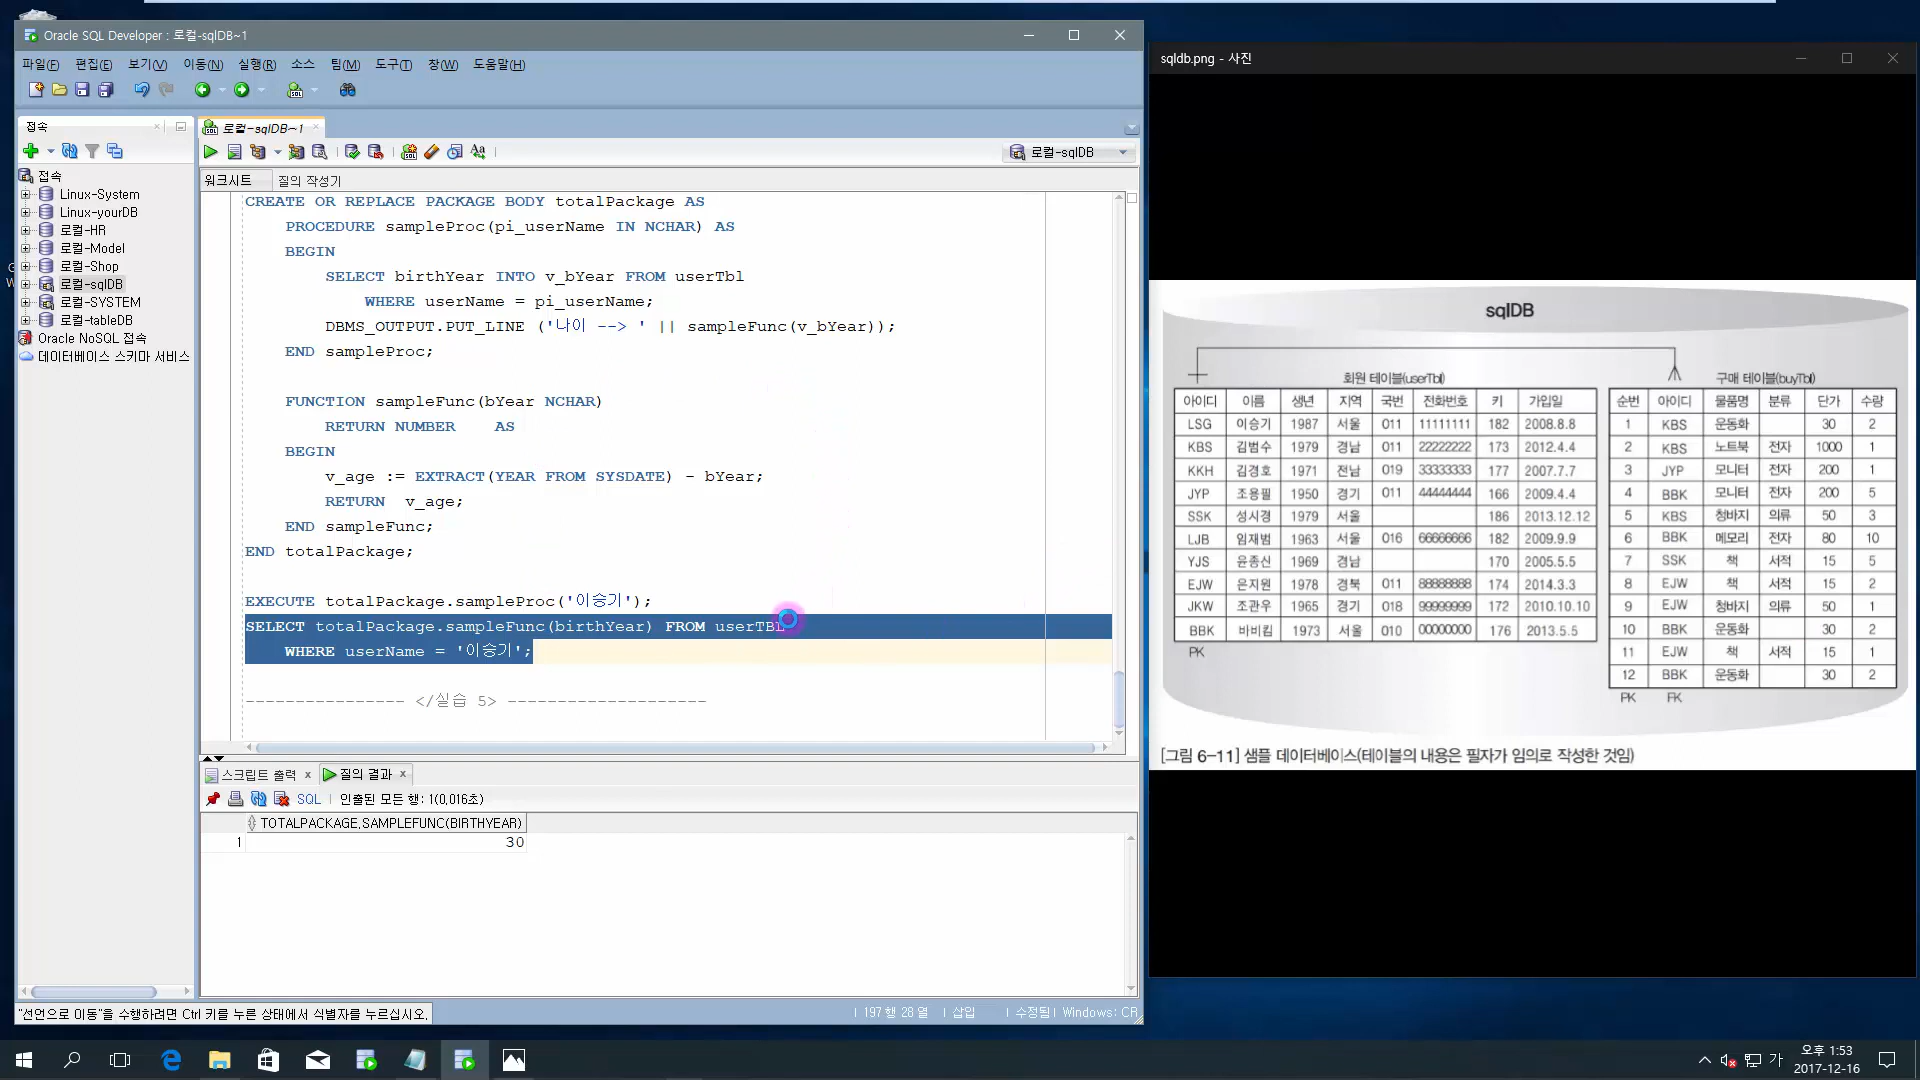 Oracle SQL Developer : 로컬-sqlDB~1
파일(F) 편집(E) 보기(V) 이동(N) 실행(R) 소스 팀(M) 도구(T) 창(W) 도움말(H)
접속
로컬-sqlDB~1
로컬-sqlDB
워크시트 질의 작성기
접속
Linux-System
Linux-yourDB
로컬-HR
로컬-Model
로컬-Shop
로컬-sqlDB
로컬-SYSTEM
로컬-tableDB
Oracle NoSQL 접속
데이터베이스 스키마 서비스
CREATE OR REPLACE PACKAGE BODY totalPackage AS
PROCEDURE sampleProc(pi_userName IN NCHAR) AS
BEGIN
SELECT birthYear INTO v_bYear FROM userTbl
WHERE userName = pi_userName;
DBMS_OUTPUT.PUT_LINE ('나이 --> ' || sampleFunc(v_bYear));
END sampleProc;
FUNCTION sampleFunc(bYear NCHAR)
RETURN NUMBER AS
BEGIN
v_age := EXTRACT(YEAR FROM SYSDATE) - bYear;
RETURN v_age;
END sampleFunc;
END totalPackage;
EXECUTE totalPackage.sampleProc('이승기');
SELECT totalPackage.sampleFunc(birthYear) FROM userTBL
WHERE userName = '이승기';
---------------- </실습 5> --------------------
스크립트 출력 질의 결과
SQL 인출된 모든 행: 1(0,016초)
TOTALPACKAGE,SAMPLEFUNC(BIRTHYEAR)
1 30
"선언으로 이동"을 수행하려면 Ctrl 키를 누른 상태에서 식별자를 누르십시오.
197 행 28 열 삽입 수정됨 Windows: CR
sqldb.png - 사진
sqlDB
회원 테이블(userTbl)
아이디 이름 생년 지역 국번 전화번호 키 가입일
LSG 이승기 1987 서울 011 11111111 182 2008.8.8
KBS 김범수 1979 경남 011 22222222 173 2012.4.4
KKH 김경호 1971 전남 019 33333333 177 2007.7.7
JYP 조용필 1950 경기 011 44444444 166 2009.4.4
SSK 성시경 1979 서울 186 2013.12.12
LJB 임재범 1963 서울 016 66666666 182 2009.9.9
YJS 윤종신 1969 경남 170 2005.5.5
EJW 은지원 1978 경북 011 88888888 174 2014.3.3
JKW 조관우 1965 경기 018 99999999 172 2010.10.10
BBK 바비킴 1973 서울 010 00000000 176 2013.5.5
PK
구매 테이블(buyTbl)
순번 아이디 물품명 분류 단가 수량
1 KBS 운동화 30 2
2 KBS 노트북 전자 1000 1
3 JYP 모니터 전자 200 1
4 BBK 모니터 전자 200 5
5 KBS 청바지 의류 50 3
6 BBK 메모리 전자 80 10
7 SSK 책 서적 15 5
8 EJW 책 서적 15 2
9 EJW 청바지 의류 50 1
10 BBK 운동화 30 2
11 EJW 책 서적 15 1
12 BBK 운동화 30 2
PK FK
[그림 6-11] 샘플 데이터베이스(테이블의 내용은 필자가 임의로 작성한 것임)
가
오후 1:53
2017-12-16